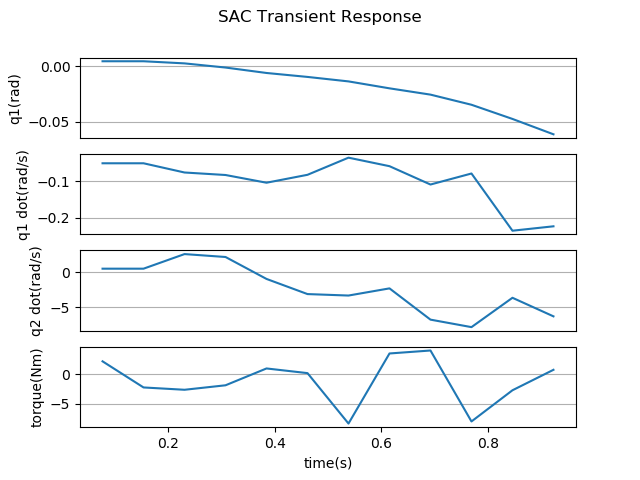 SAC Transient Response
q1(rad)
0.00
−0.05
q1 dot(rad/s)
−0.1
−0.2
q2 dot(rad/s)
0
−5
torque(Nm)
0
−5
0.2 0.4 0.6 0.8
time(s)